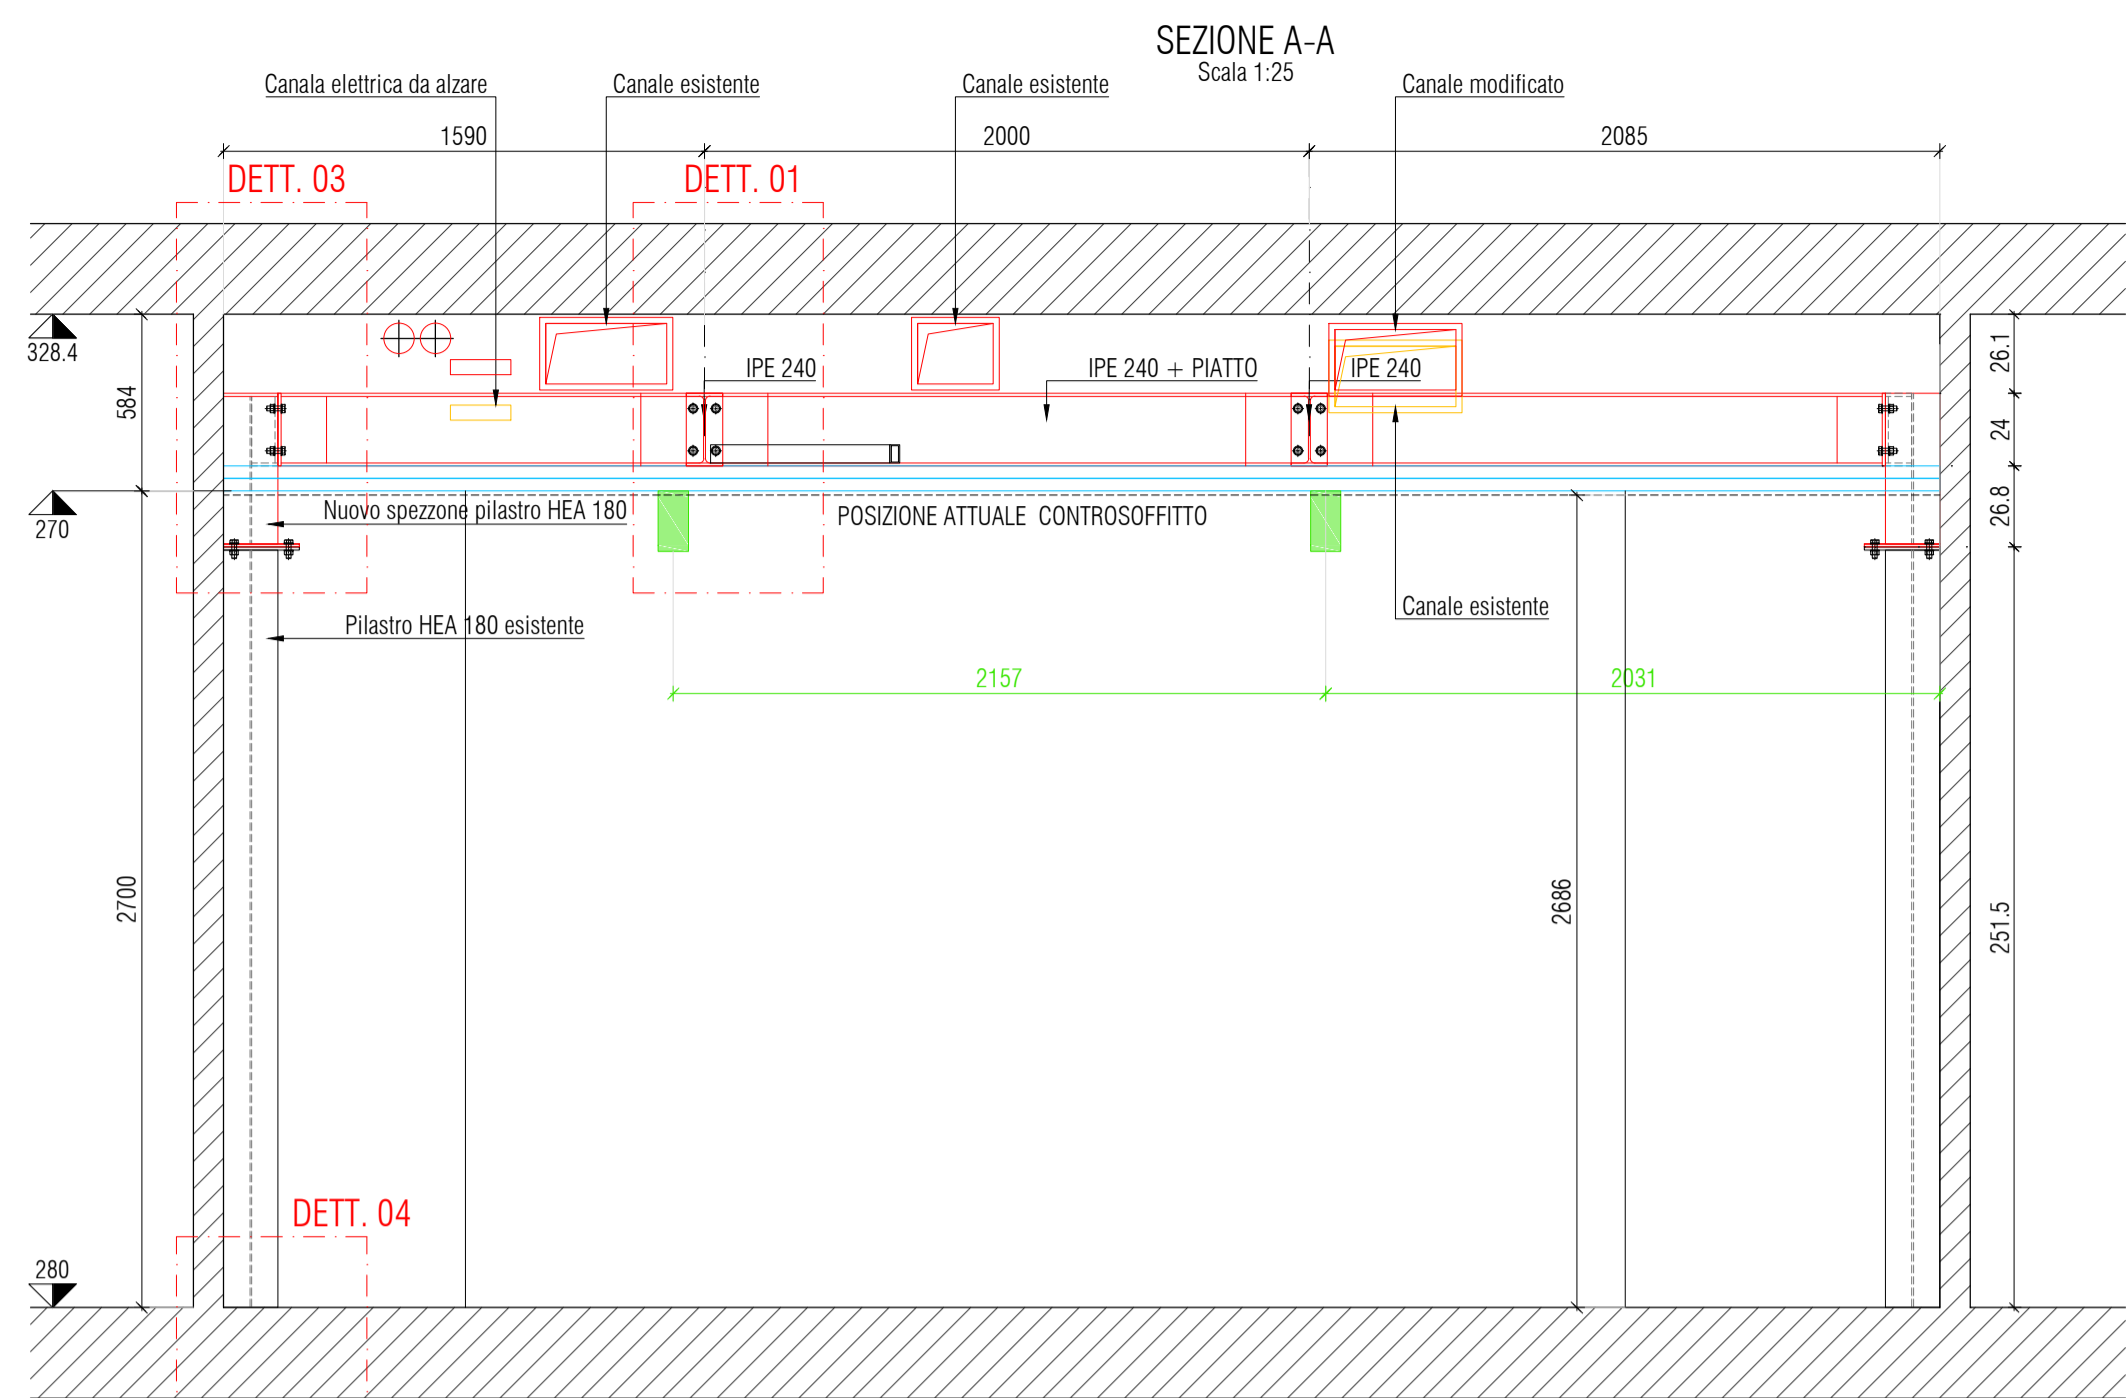 SEZIONE A-A
Scala 1:25
Canala elettrica da alzare
Canale esistente
Canale esistente
Canale modificato
1590
2000
2085
DETT. 03
DETT. 01
328.4
584
IPE 240
IPE 240 + PIATTO
IPE 240
26.1
24
26.8
270
Nuovo spezzone pilastro HEA 180
POSIZIONE ATTUALE CONTROSOFFITTO
Pilastro HEA 180 esistente
Canale esistente
2157
2031
2700
2686
251.5
DETT. 04
280